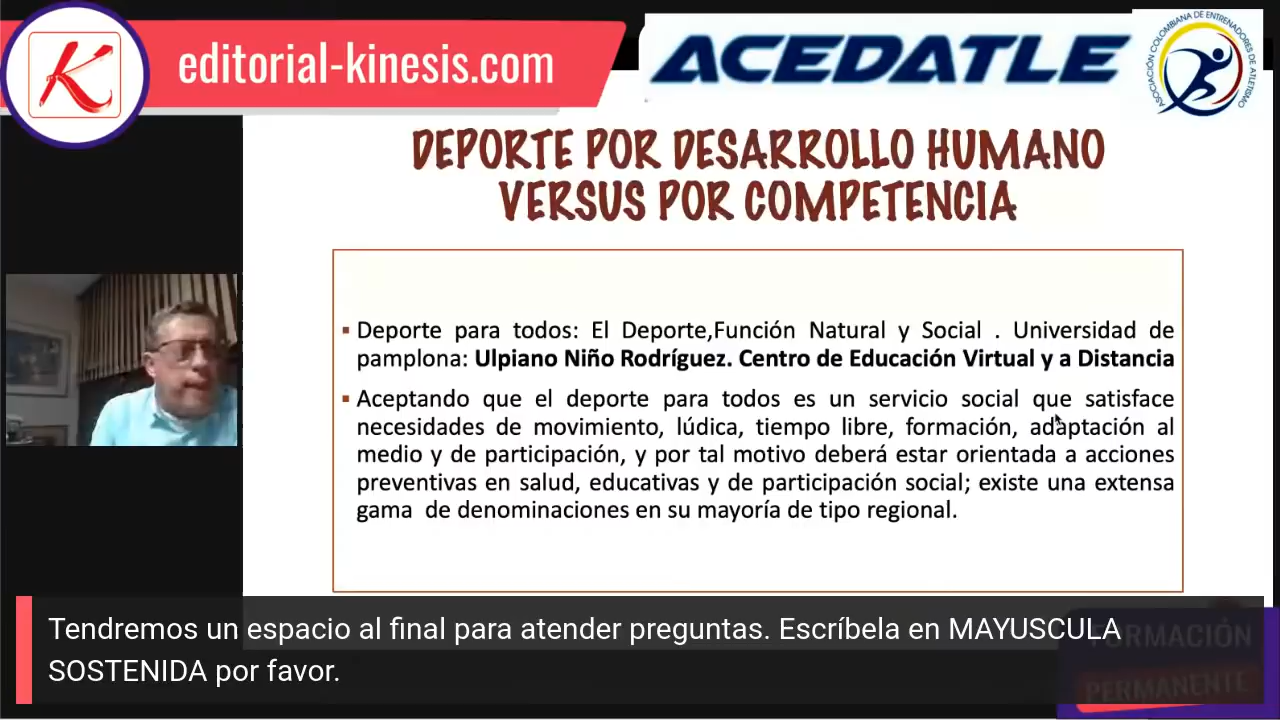 K
editorial-kinesis.com
ACEDATLE
ASOCIACIÓN COLOMBIANA DE ENTRENADORES DE ATLETISMO
DEPORTE POR DESARROLLO HUMANO
VERSUS POR COMPETENCIA
▪ Deporte para todos: El Deporte,Función Natural y Social . Universidad de
pamplona: Ulpiano Niño Rodríguez. Centro de Educación Virtual y a Distancia
▪ Aceptando que el deporte para todos es un servicio social que satisface
necesidades de movimiento, lúdica, tiempo libre, formación, adaptación al
medio y de participación, y por tal motivo deberá estar orientada a acciones
preventivas en salud, educativas y de participación social; existe una extensa
gama de denominaciones en su mayoría de tipo regional.
Tendremos un espacio al final para atender preguntas. Escríbela en MAYUSCULA
SOSTENIDA por favor.
FORMACIÓN
PERMANENTE